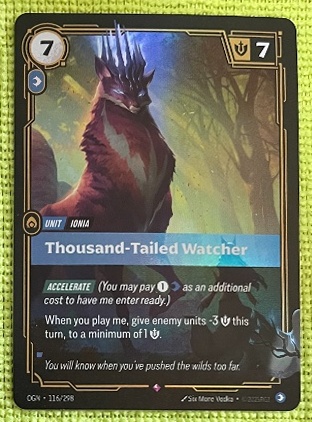 7
7
UNIT IONIA
Thousand-Tailed Watcher
ACCELERATE (You may pay 1 as an additional
cost to have me enter ready.)
When you play me, give enemy units -3 this
turn, to a minimum of 1.
You will know when you've pushed the wilds too far.
OGN • 116/298
Six More Vodka •